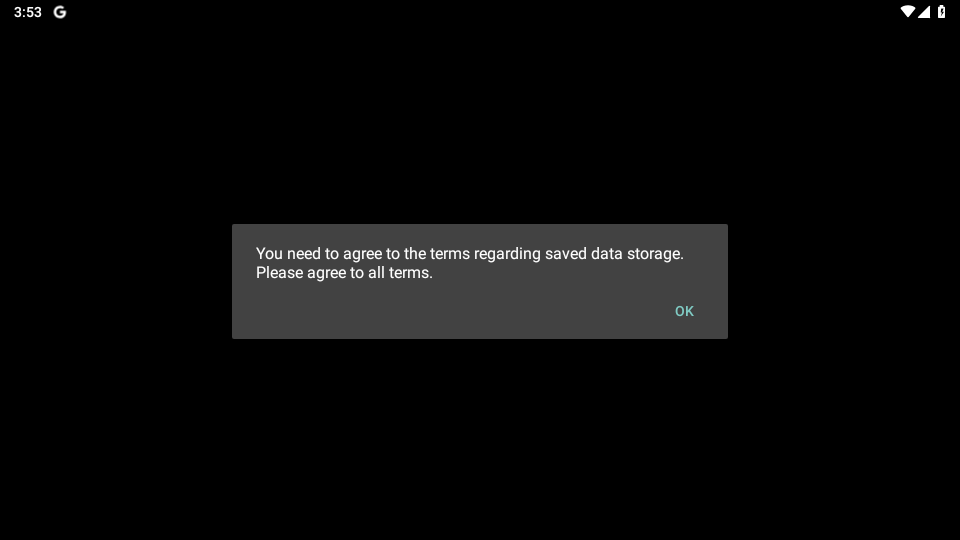 3:53
You need to agree to the terms regarding saved data storage.
Please agree to all terms.
OK